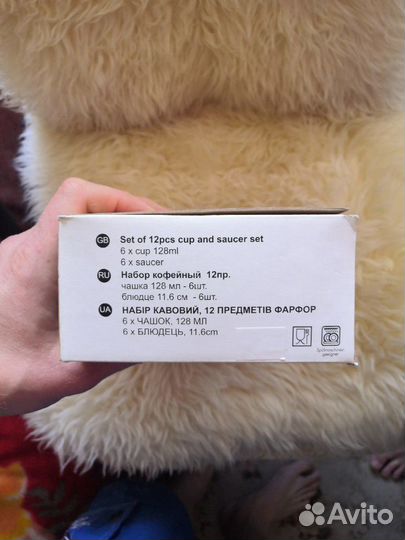 GB Set of 12pcs cup and saucer set
6 x cup 128ml
6 x saucer
RU Набор кофейный 12пр.
чашка 128 мл - 6шт.
блюдце 11.6 см - 6шт.
UA НАБІР КАВОВИЙ, 12 ПРЕДМЕТІВ ФАРФОР
6 x ЧАШОК, 128 МЛ
6 x БЛЮДЕЦЬ, 11.6cm
Spülmaschinen
geeignet
Avito